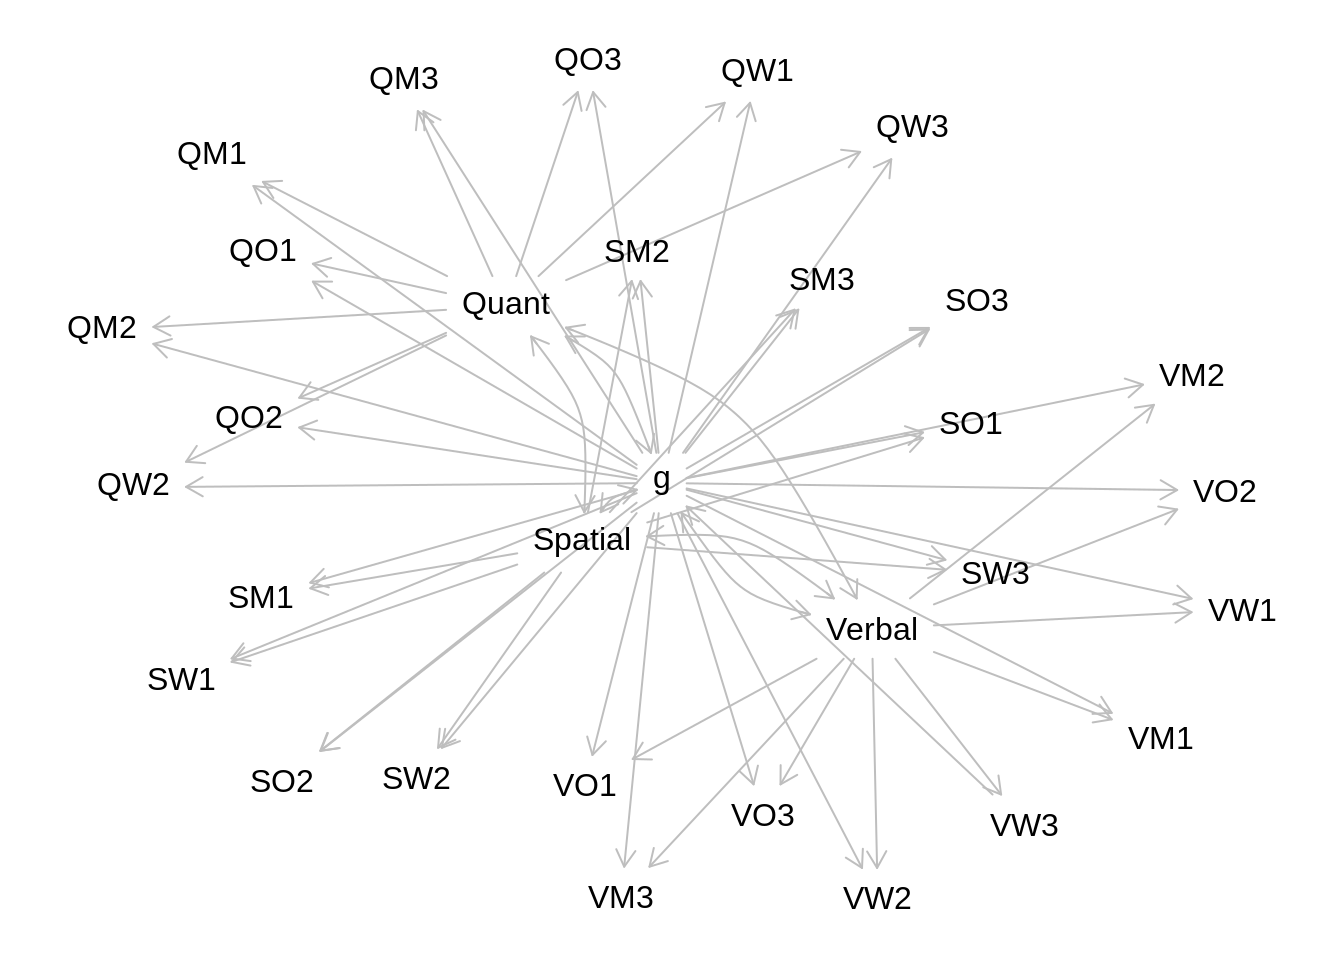 QO3
QW1
QM3
QW3
QM1
QO1
SM2
SM3
Quant
SO3
QM2
VM2
QO2
SO1
g
QW2
VO2
Spatial
SW3
SM1
VW1
Verbal
SW1
VM1
SO2
SW2
VO1
VO3
VW3
VM3
VW2